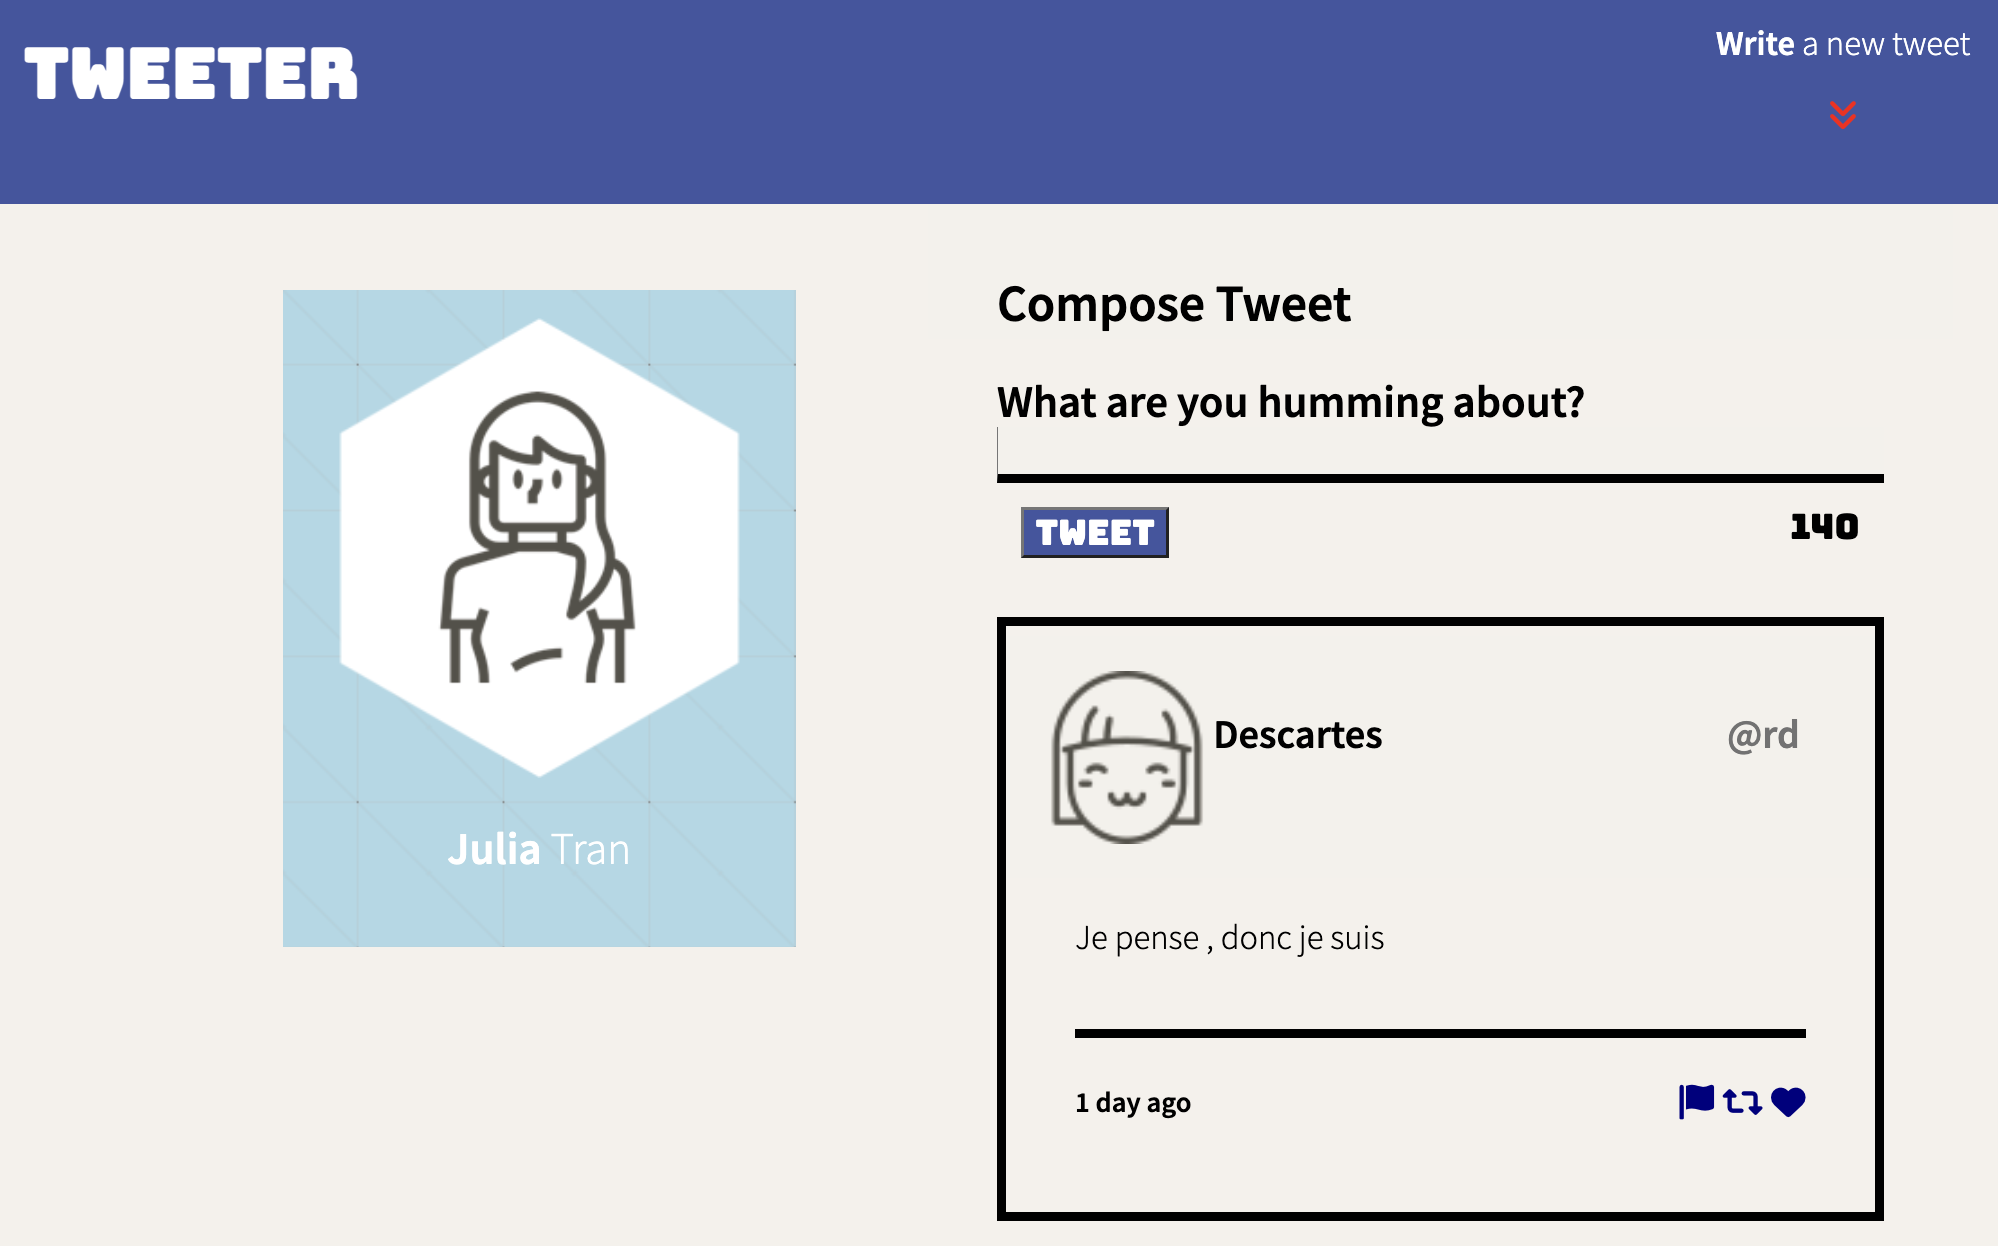 TWEETER
Write a new tweet
Julia Tran
Compose Tweet
What are you humming about?
TWEET
140
Descartes
@rd
Je pense , donc je suis
1 day ago